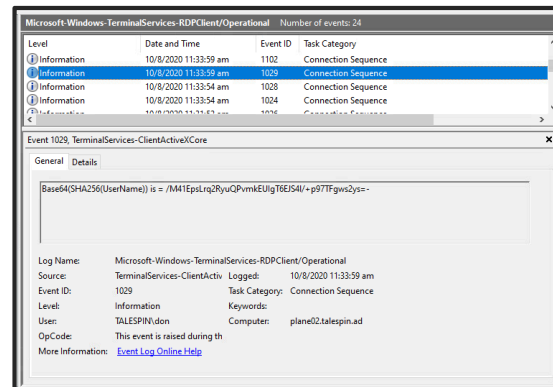 Microsoft-Windows-TerminalServices-RDPClient/Operational Number of events: 24
Level Date and Time Event ID Task Category
Information 10/8/2020 11:33:59 am 1102 Connection Sequence
Information 10/8/2020 11:33:59 am 1029 Connection Sequence
Information 10/8/2020 11:33:54 am 1028 Connection Sequence
Information 10/8/2020 11:33:54 am 1024 Connection Sequence
Event 1029, TerminalServices-ClientActiveXCore
General Details
Base64(SHA256(UserName)) is = /M41EpsLrq2RyuQPvmkEUIgT6EJS4I/+p97TFgws2ys=-
Log Name: Microsoft-Windows-TerminalServices-RDPClient/Operational
Source: TerminalServices-ClientActiv Logged: 10/8/2020 11:33:59 am
Event ID: 1029 Task Category: Connection Sequence
Level: Information Keywords:
User: TALESPIN\don Computer: plane02.talespin.ad
OpCode: This event is raised during th
More Information: Event Log Online Help